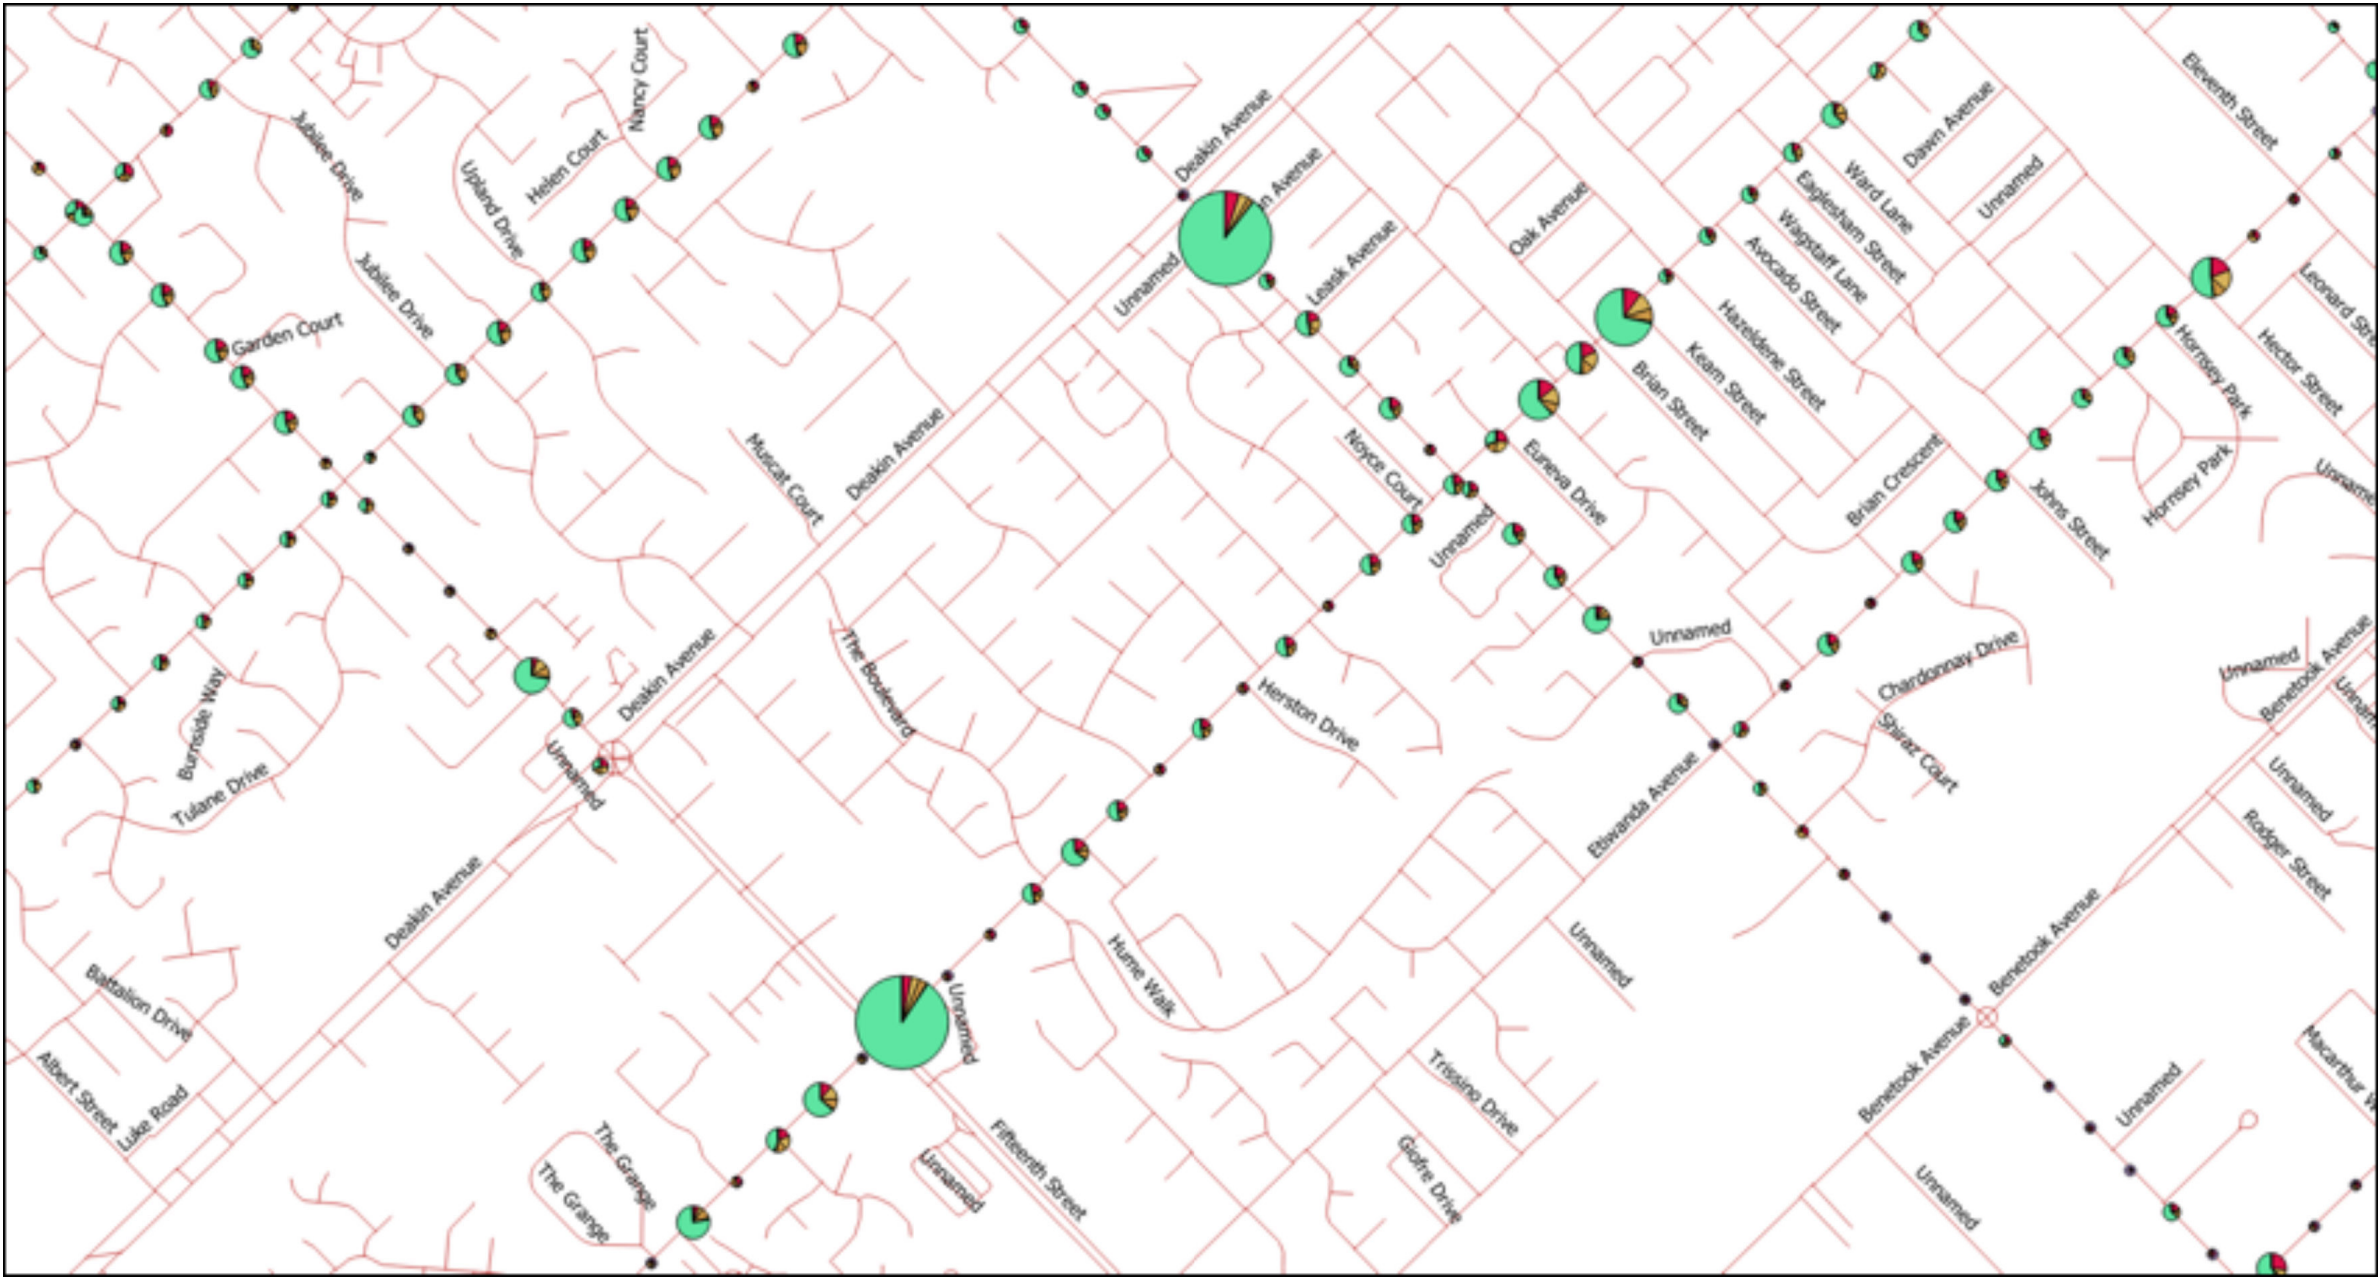 Nancy Court
Eleventh Street
Jubilee Drive
Helen Court
Upland Drive
Deakin Avenue
n Avenue
Dawn Avenue
Ward Lane
Unnamed
Eaglesham Street
Oak Avenue
Wagstaff Lane
Avocado Street
Leask Avenue
Unnamed
Jubilee Drive
Garden Court
Leonard Stre
Hazeldene Street
Hornsey Park
Hector Street
Keam Street
Brian Street
Muscat Court
Deakin Avenue
Noyce Court
Euneva Drive
Brian Crescent
Hornsey Park
Unname
Johns Street
Unnamed
The Boulevard
Deakin Avenue
Unnamed
Chardonnay Drive
Unnamed
Benetook Avenue
Unnam
Herston Drive
Burnside Way
Shiraz Court
Unnamed
Tulane Drive
Etiwanda Avenue
Unnamed
Rodger Street
Deakin Avenue
Benetook Avenue
Unnamed
Hume Walk
Battalion Drive
Unnamed
Benetook Avenue
Macarthur W
Albert Street
Luke Road
Trissino Drive
Unnamed
Fifteenth Street
The Grange
The Grange
Unnamed
Giofre Drive
Unnamed